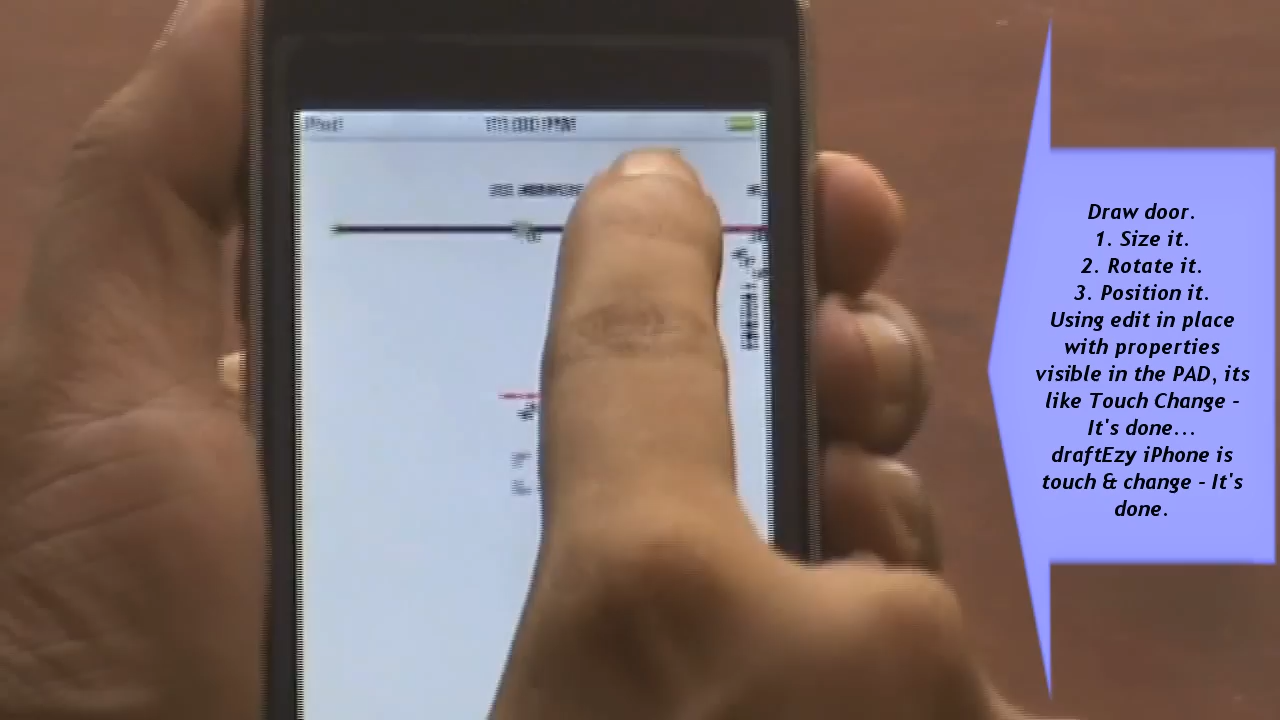 iPod
Draw door.
1. Size it.
2. Rotate it.
3. Position it.
Using edit in place
with properties
visible in the PAD, its
like Touch Change -
It's done...
draftEzy iPhone is
touch & change - It's
done.